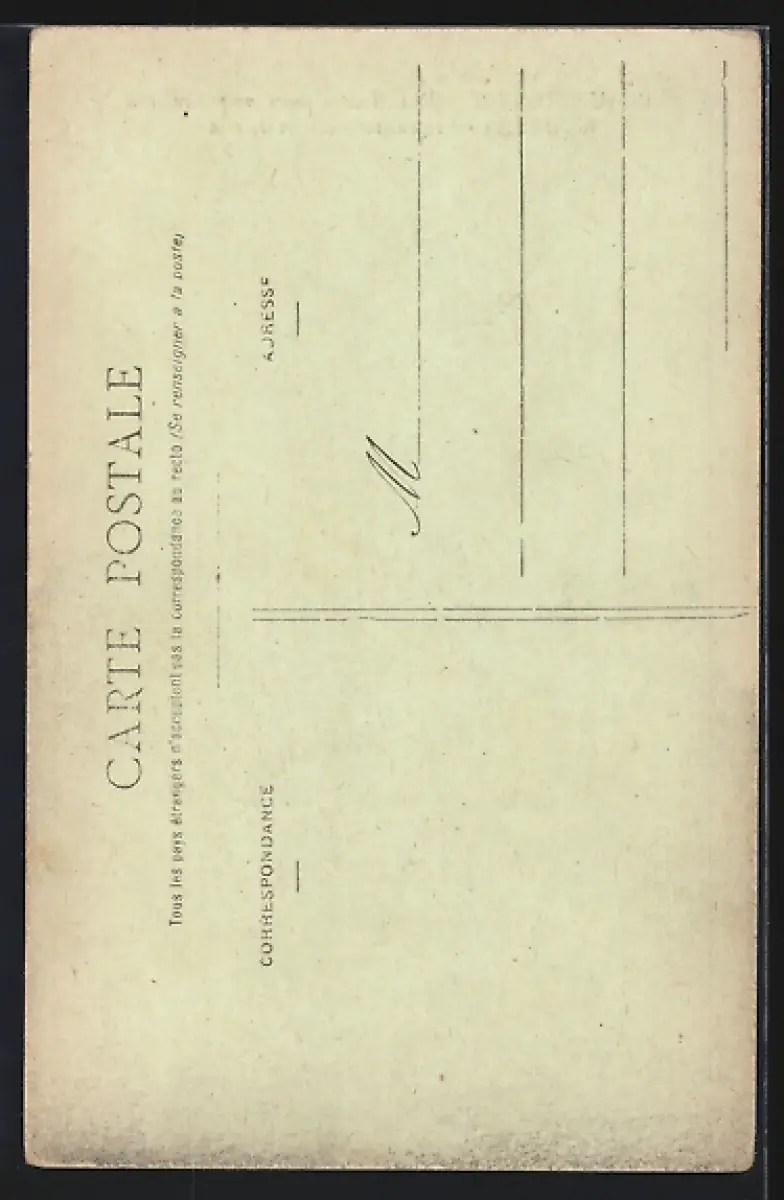 CARTE POSTALE
Tous les pays étrangers n'acceptent pas la Correspondance au recto (Se renseigner à la poste)
CORRESPONDANCE
ADRESSE
M